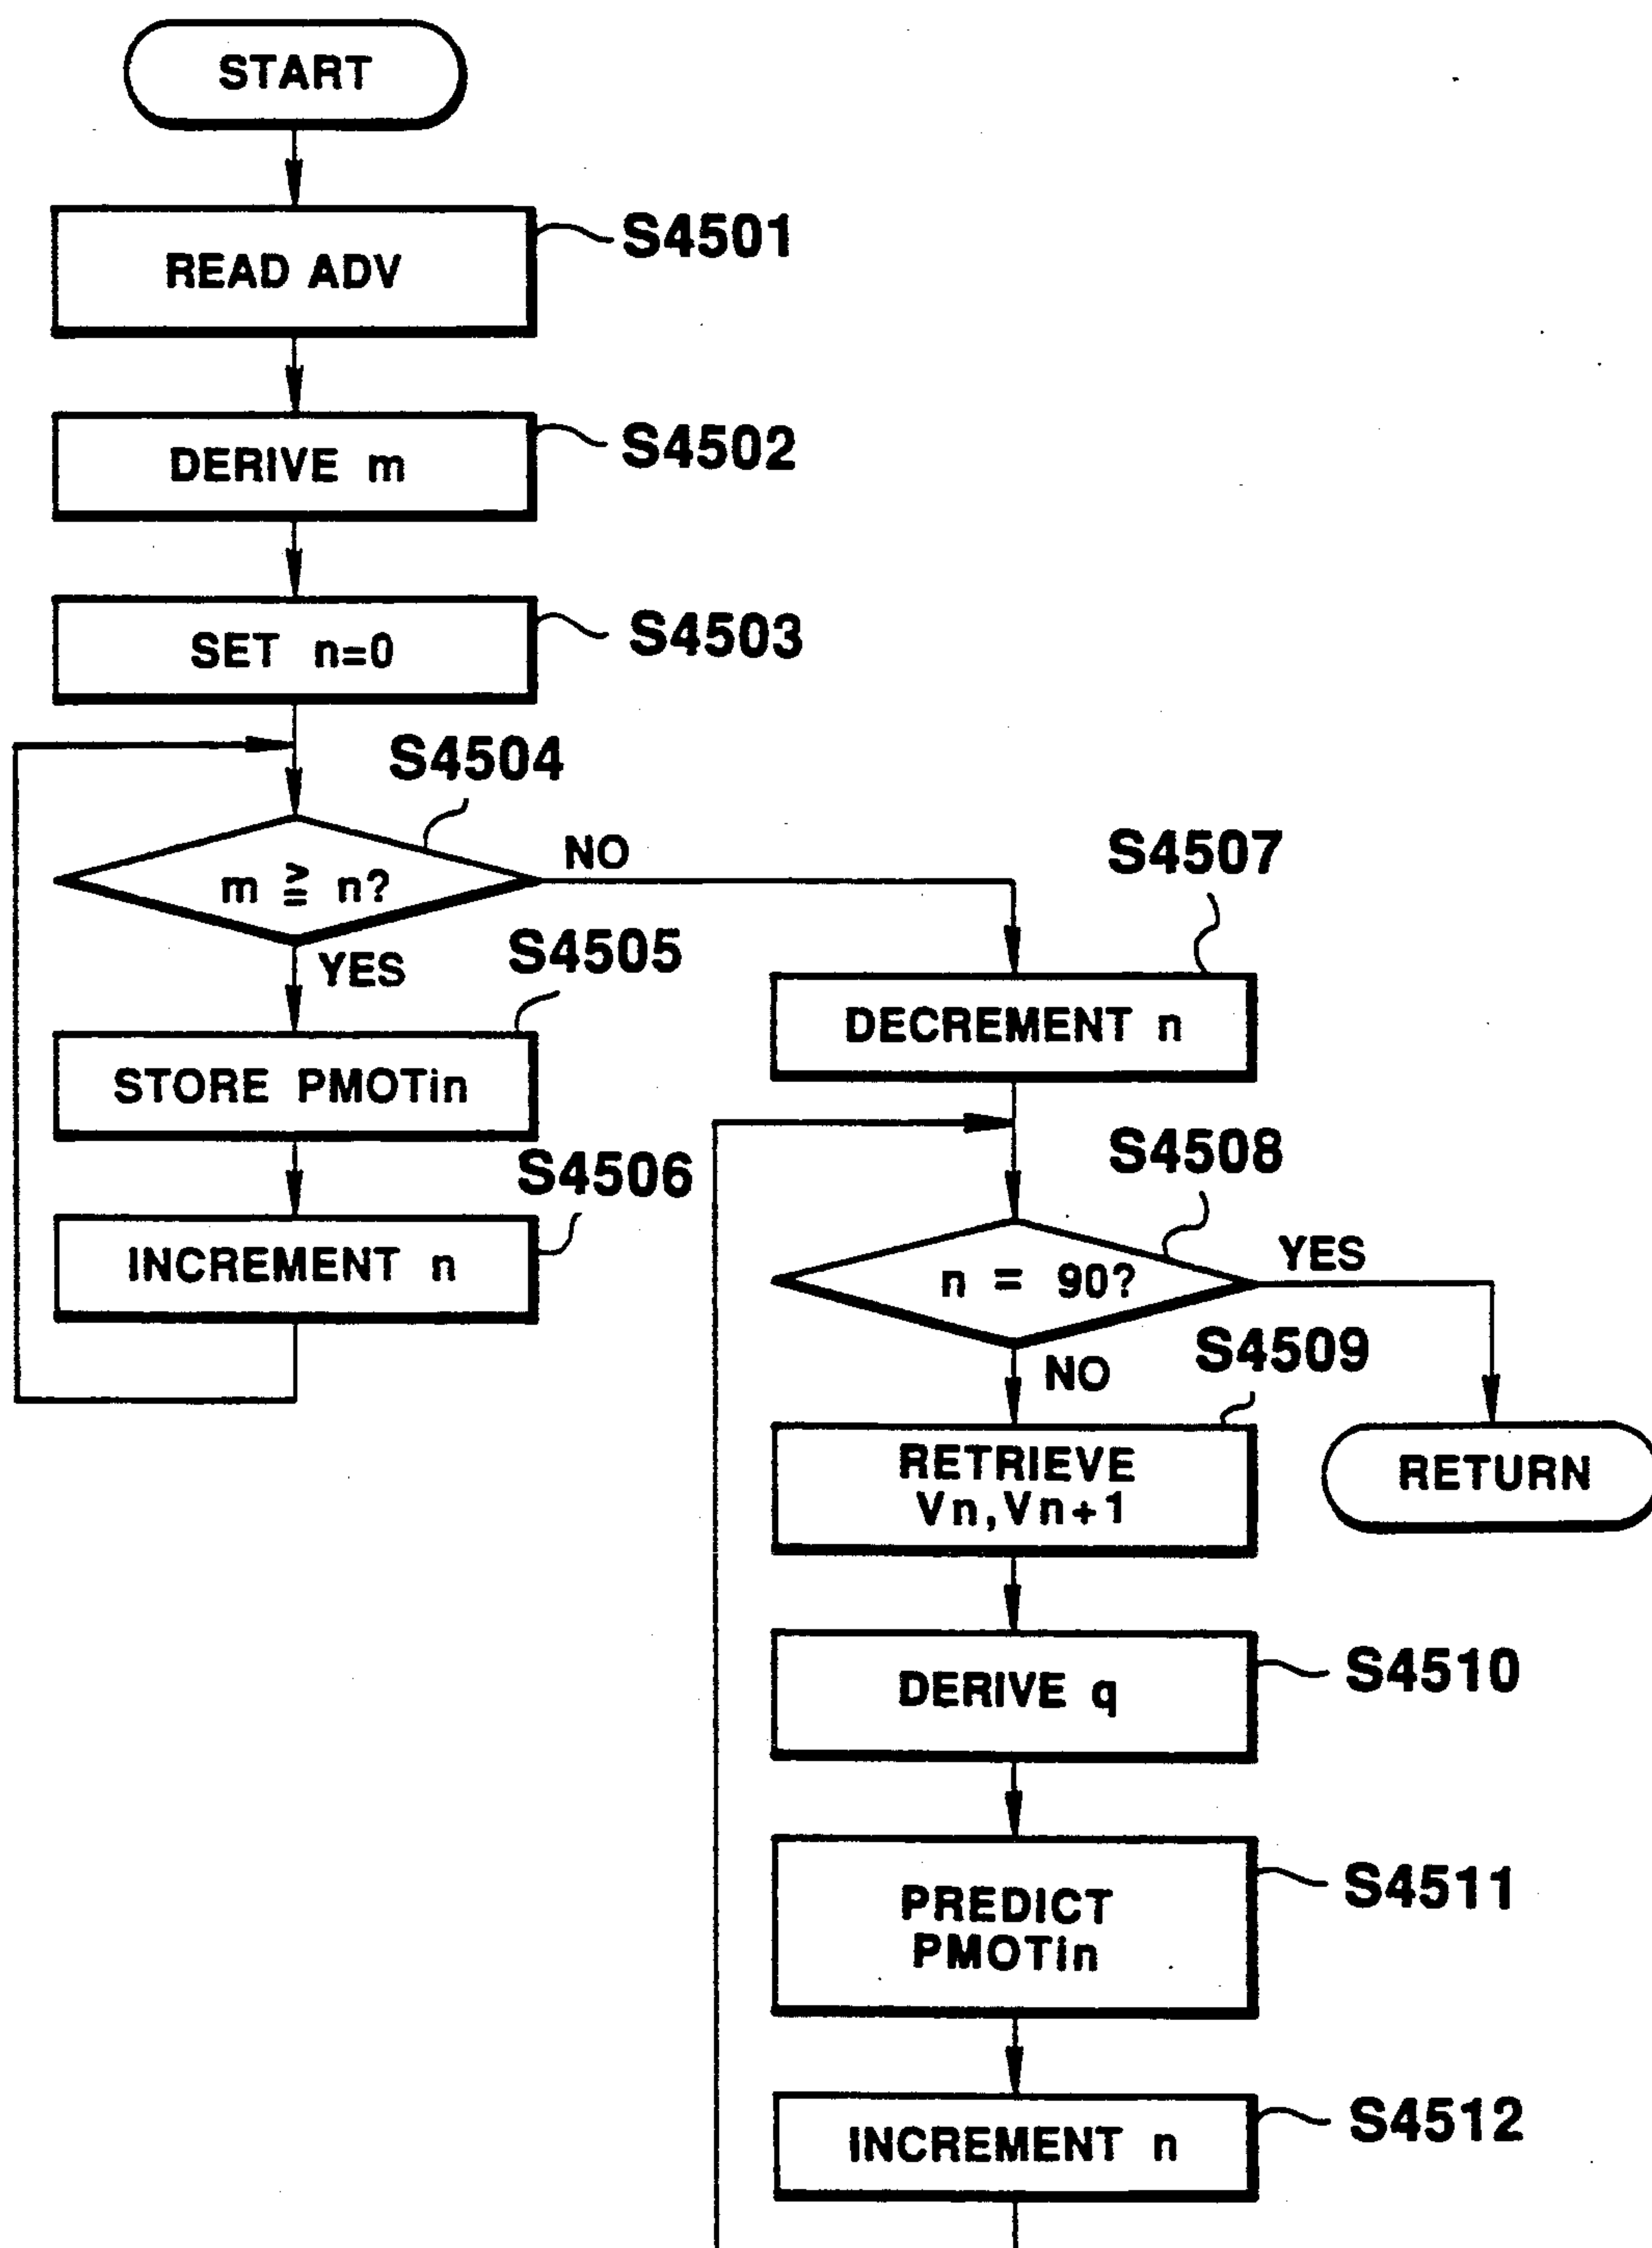 START
READ ADV
S4501
DERIVE m
S4502
SET n=0
S4503
S4504
m ≧ n?
NO
YES
S4505
STORE PMOTin
S4506
INCREMENT n
S4507
DECREMENT n
S4508
n = 90?
YES
NO
S4509
RETRIEVE
Vn,Vn+1
RETURN
DERIVE q
S4510
PREDICT
PMOTin
S4511
INCREMENT n
S4512